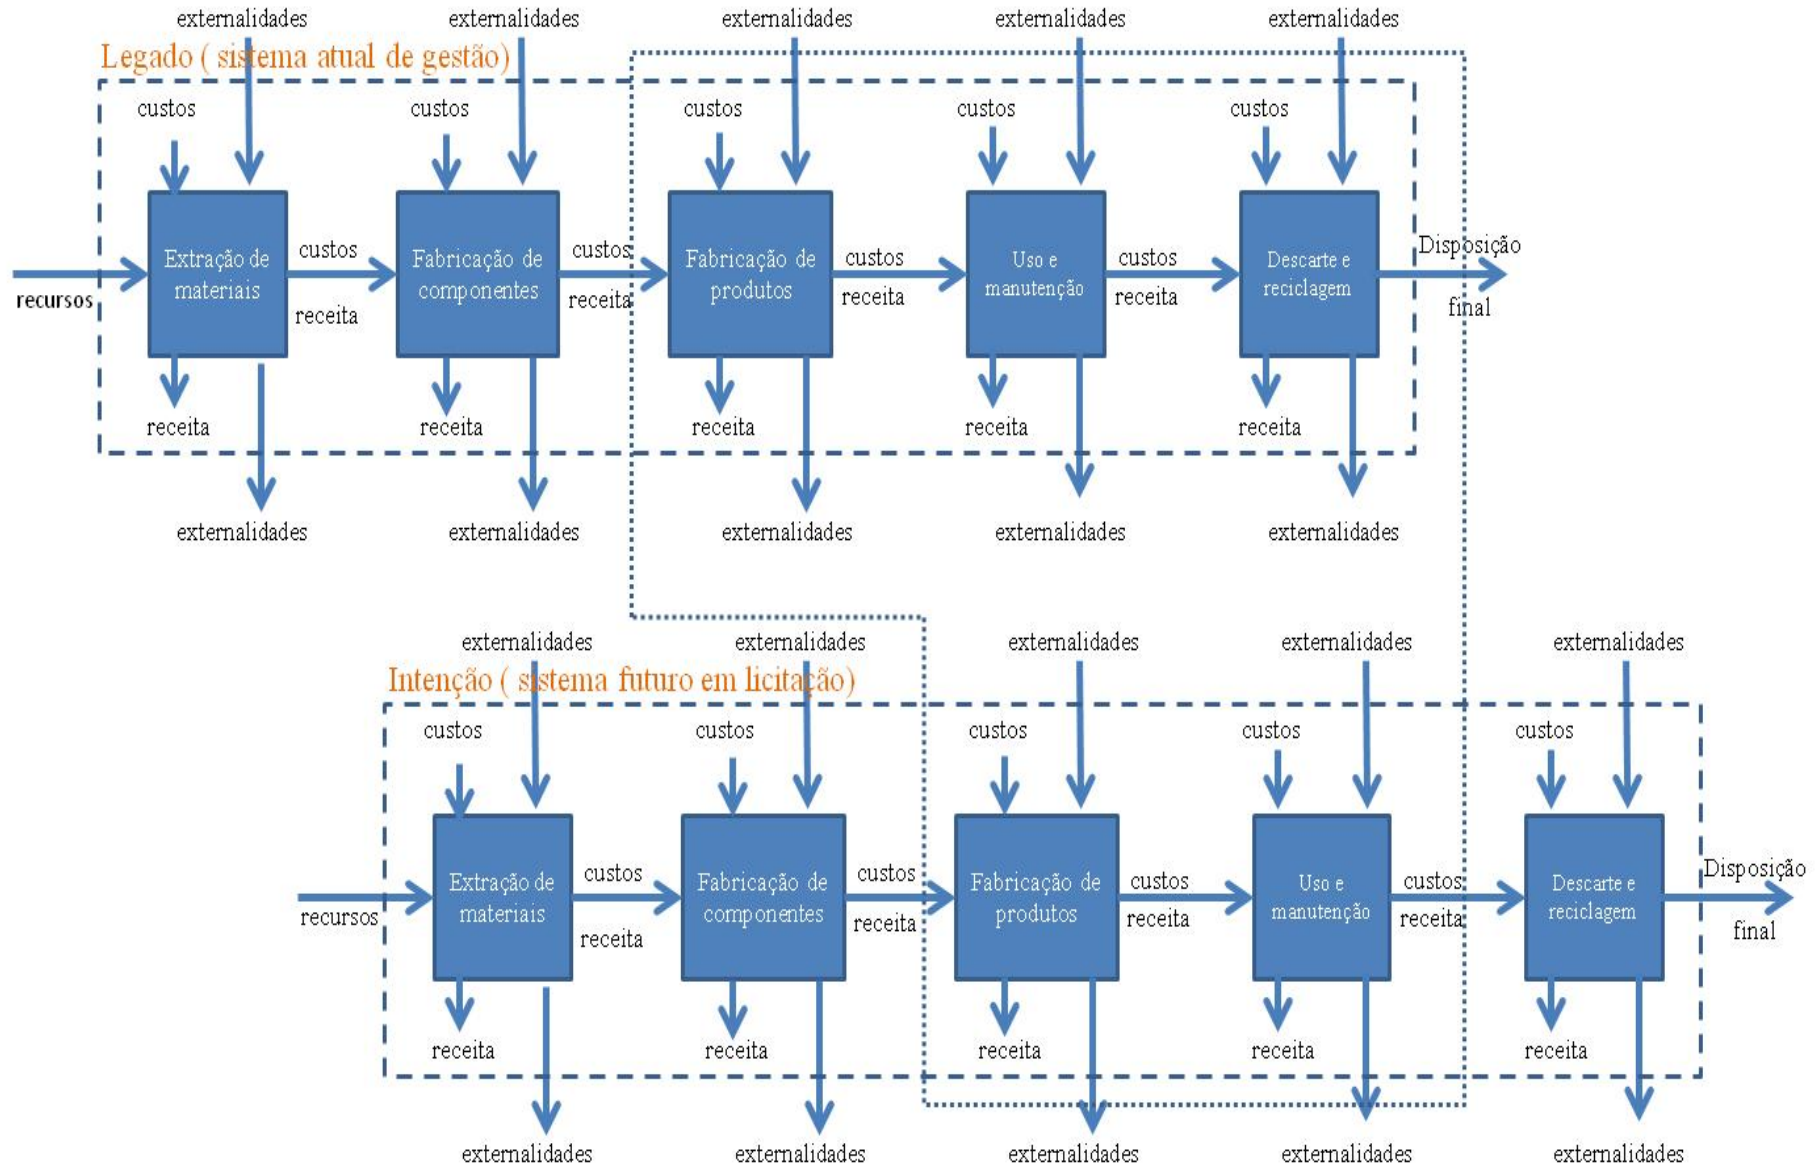 externalidades externalidades externalidades externalidades externalidades
Legado ( sistema atual de gestão)
custos custos custos custos custos
Extração de
materiais
Fabricação de
componentes
Fabricação de
produtos
Uso e
manutenção
Descarte e
reciclagem
recursos
custos
receita
custos
receita
custos
receita
custos
receita
Disposição
final
receita receita receita receita receita
externalidades externalidades externalidades externalidades externalidades
externalidades externalidades externalidades externalidades externalidades
Intenção ( sistema futuro em licitação)
custos custos custos custos custos
Extração de
materiais
Fabricação de
componentes
Fabricação de
produtos
Uso e
manutenção
Descarte e
reciclagem
recursos
custos
receita
custos
receita
custos
receita
custos
receita
Disposição
final
receita receita receita receita receita
externalidades externalidades externalidades externalidades externalidades